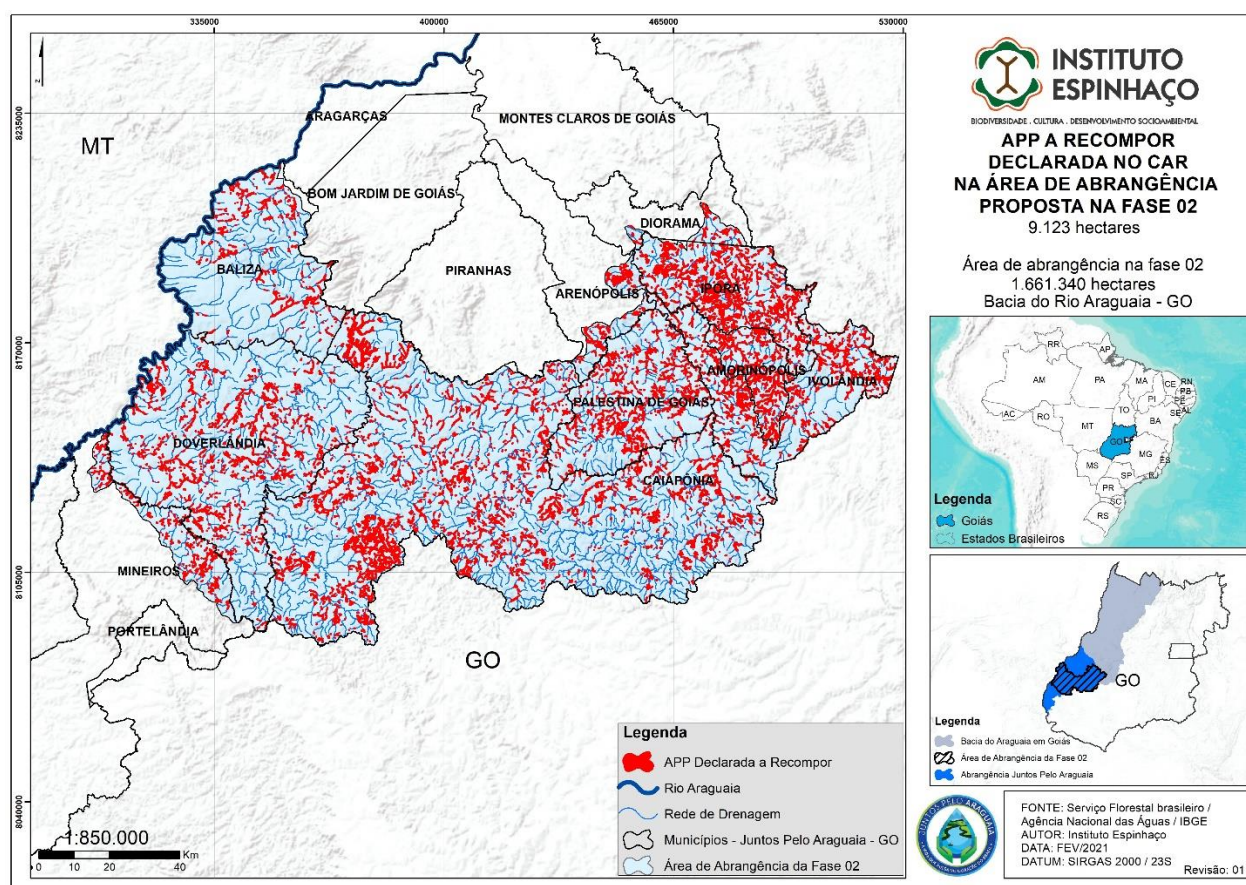 335000
400000
465000
530000
8235000
8170000
8105000
8040000
MT
ARAGARÇAS
MONTES CLAROS DE GOIÁS
BOM JARDIM DE GOIÁS
DIORAMA
BALIZA
PIRANHAS
ARENÓPOLIS
IPORÁ
AMORINÓPOLIS
IVOLÂNDIA
PALESTINA DE GOIÁS
DOVERLÂNDIA
CAIAPÔNIA
MINEIROS
PORTELÂNDIA
GO
1:850.000
0 10 20 40 Km
Legenda
APP Declarada a Recompor
Rio Araguaia
Rede de Drenagem
Municípios - Juntos Pelo Araguaia - GO
Área de Abrangência da Fase 02
INSTITUTO
ESPINHAÇO
BIODIVERSIDADE . CULTURA . DESENVOLVIMENTO SOCIOAMBIENTAL
APP A RECOMPOR
DECLARADA NO CAR
NA ÁREA DE ABRANGÊNCIA
PROPOSTA NA FASE 02
9.123 hectares
Área de abrangência na fase 02
1.661.340 hectares
Bacia do Rio Araguaia - GO
RR
AP
AM
PA
MA
CE
RN
PB
PE
PI
AC
RO
TO
SE
AL
MT
BA
GO
DF
MG
ES
MS
SP
RJ
PR
SC
RS
Legenda
Goiás
Estados Brasileiros
GO
Legenda
Bacia do Araguaia em Goiás
Área de Abrangência da Fase 02
Abrangência Juntos Pelo Araguaia
JUNTOS PELO ARAGUAIA
FONTE: Serviço Florestal brasileiro /
Agência Nacional das Águas / IBGE
AUTOR: Instituto Espinhaço
DATA: FEV/2021
DATUM: SIRGAS 2000 / 23S
Revisão: 01